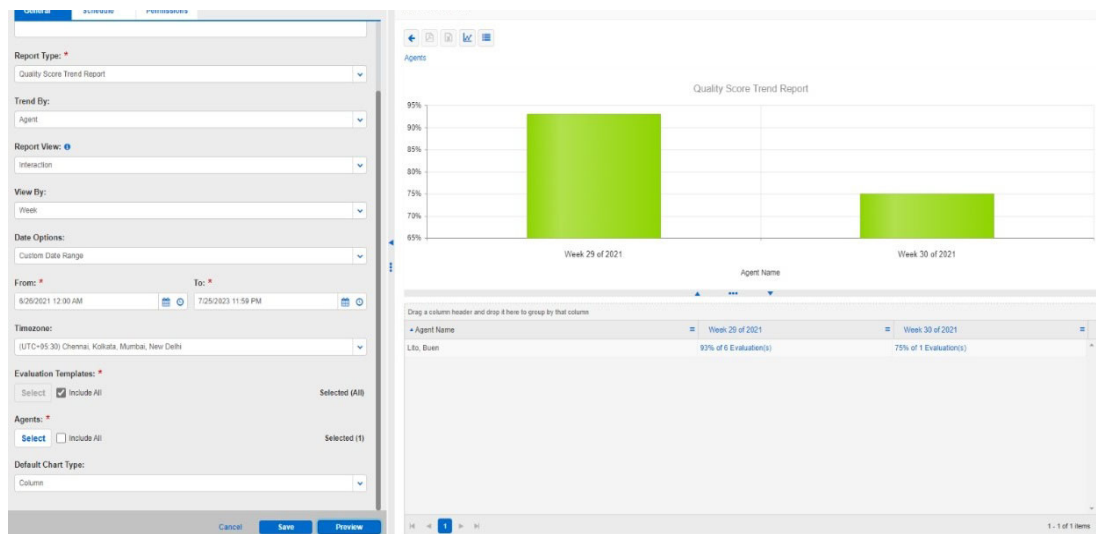 General Schedule Permissions
Report Type: *
Quality Score Trend Report
Trend By:
Agent
Report View:
Interaction
View By:
Week
Date Options:
Custom Date Range
From: * To: *
6/26/2021 12:00 AM 7/25/2023 11:59 PM
Timezone:
(UTC+05:30) Chennai, Kolkata, Mumbai, New Delhi
Evaluation Templates: *
Select Include All Selected (All)
Agents: *
Select Include All Selected (1)
Default Chart Type:
Column
Cancel Save Preview
Agents
Quality Score Trend Report
95%
90%
85%
80%
75%
70%
65%
Week 29 of 2021 Week 30 of 2021
Agent Name
Drag a column header and drop it here to group by that column
Agent Name Week 29 of 2021 Week 30 of 2021
Lito, Buen 93% of 6 Evaluation(s) 75% of 1 Evaluation(s)
1 1 - 1 of 1 items